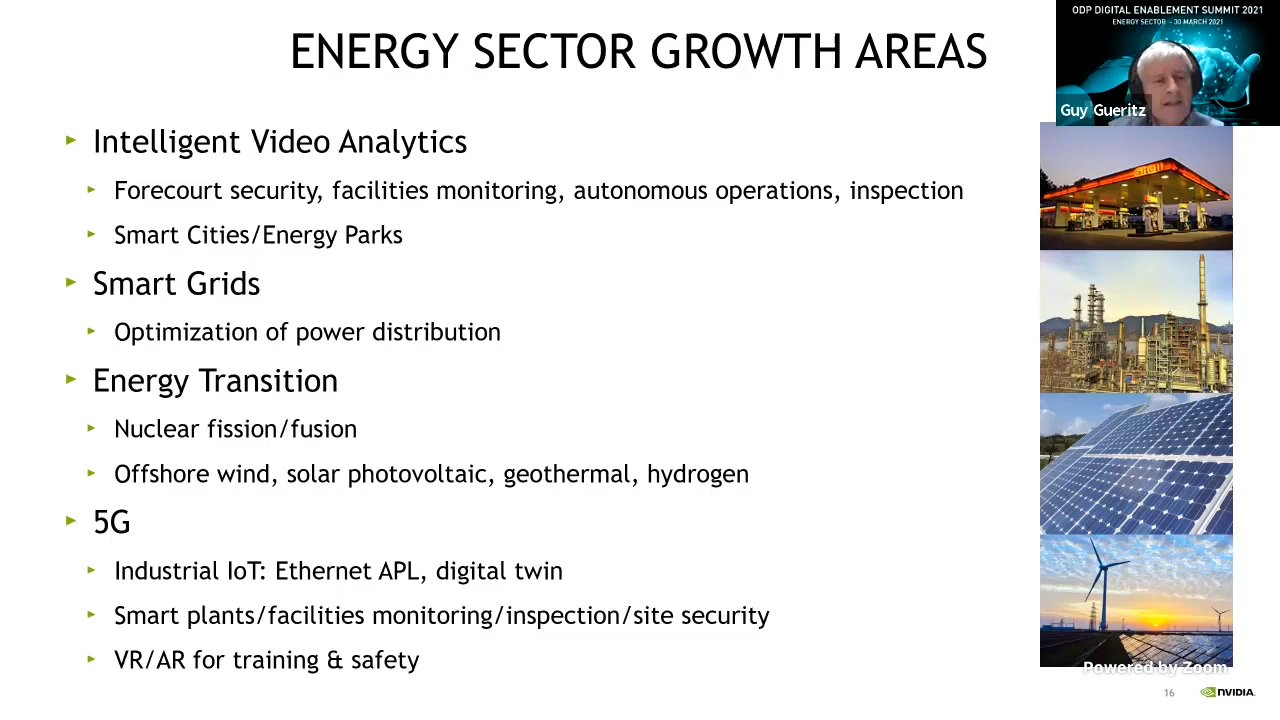 ENERGY SECTOR GROWTH AREAS
ODP DIGITAL ENABLEMENT SUMMIT 2021
ENERGY SECTOR - 30 MARCH 2021
Guy Gueritz
Intelligent Video Analytics
Forecourt security, facilities monitoring, autonomous operations, inspection
Smart Cities/Energy Parks
Smart Grids
Optimization of power distribution
Energy Transition
Nuclear fission/fusion
Offshore wind, solar photovoltaic, geothermal, hydrogen
5G
Industrial IoT: Ethernet APL, digital twin
Smart plants/facilities monitoring/inspection/site security
VR/AR for training & safety
Shell
Powered by Zoom
16
NVIDIA.